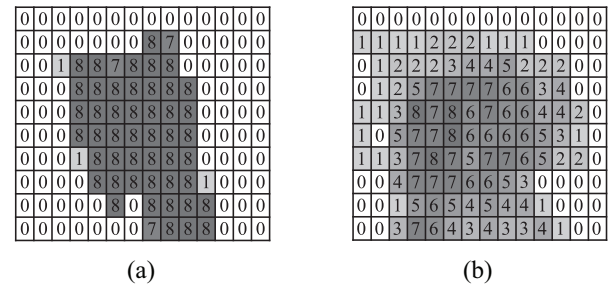 0 0 0 0 0 0 0 0 0 0 0 0 0 0
0 0 0 0 0 0 0 8 7 0 0 0 0 0
0 0 1 8 8 7 8 8 8 0 0 0 0 0
0 0 0 8 8 8 8 8 8 8 0 0 0 0
0 0 0 8 8 8 8 8 8 8 0 0 0 0
0 0 0 8 8 8 8 8 8 8 0 0 0 0
0 0 0 1 8 8 8 8 8 8 0 0 0 0
0 0 0 0 8 8 8 8 8 8 1 0 0 0
0 0 0 0 0 8 0 8 8 8 8 0 0 0
0 0 0 0 0 0 0 7 8 8 8 0 0 0
(a)
0 0 0 0 0 0 0 0 0 0 0 0 0 0
1 1 1 1 2 2 2 1 1 1 0 0 0 0
0 1 2 2 2 3 4 4 5 2 2 2 0 0
0 1 2 5 7 7 7 7 6 6 3 4 0 0
1 1 3 8 7 8 6 7 6 6 4 4 2 0
1 0 5 7 7 8 6 6 6 6 5 3 1 0
1 1 3 7 8 7 5 7 7 6 5 2 2 0
0 0 4 7 7 7 6 6 5 3 0 0 0 0
0 0 1 5 6 5 4 5 4 4 1 0 0 0
0 0 3 7 6 4 3 4 3 3 4 1 0 0
(b)